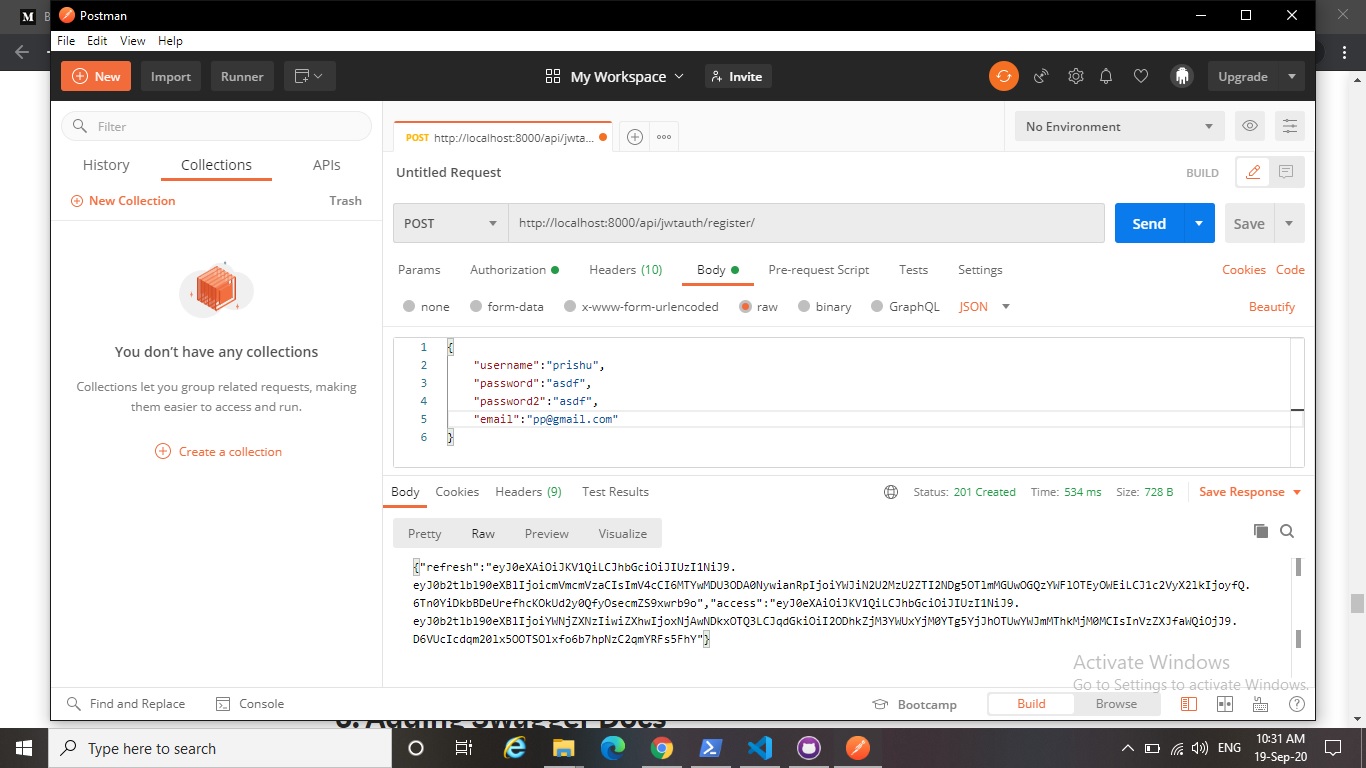 M B
Postman
File Edit View Help
New Import Runner My Workspace Invite Upgrade
Filter
History Collections APIs
New Collection Trash
You don't have any collections
Collections let you group related requests, making
them easier to access and run.
Create a collection
POST http://localhost:8000/api/jwta...
No Environment
Untitled Request BUILD
POST http://localhost:8000/api/jwtauth/register/ Send Save
Params Authorization Headers (10) Body Pre-request Script Tests Settings Cookies Code
none form-data x-www-form-urlencoded raw binary GraphQL JSON Beautify
1 {
2 "username":"prishu",
3 "password":"asdf",
4 "password2":"asdf",
5 "email":"pp@gmail.com"
6 }
Body Cookies Headers (9) Test Results Status: 201 Created Time: 534 ms Size: 728 B Save Response
Pretty Raw Preview Visualize
{"refresh":"eyJ0eXAiOiJKV1QiLCJhbGciOiJIUzI1NiJ9.
eyJ0b2tlbl90eXBlIjoicmVmcmVzaCIsImV4cCI6MTYwMDU3ODA0NywianRpIjoiYWJiN2U2MzU2ZTI2NDg5OTlmMGUwOGQzYWFlOTEyOWEiLCJ1c2VyX2lkIjoyfQ.
6Tn0YiDkbBDeUrefhcKOkUd2y0QfyOsecmZS9xwrb9o","access":"eyJ0eXAiOiJKV1QiLCJhbGciOiJIUzI1NiJ9.
eyJ0b2tlbl90eXBlIjoiYWNjZXNzIiwiZXhwIjoxNjAwNDkxOTQ3LCJqdGkiOiI2ODhkZjM3YWUxYjM0YTg5YjJhOTUwYWJmMThkMjM0MCIsInVzZXJfaWQiOjJ9.
D6VUcIcdqm20lx5OOTSOlxfo6b7hpNzC2qmYRFs5FhY"}
Activate Windows
Go to Settings to activate Windows.
Find and Replace Console Bootcamp Build Browse
6. Adding Swagger Docs
Type here to search ENG 10:31 AM
19-Sep-20